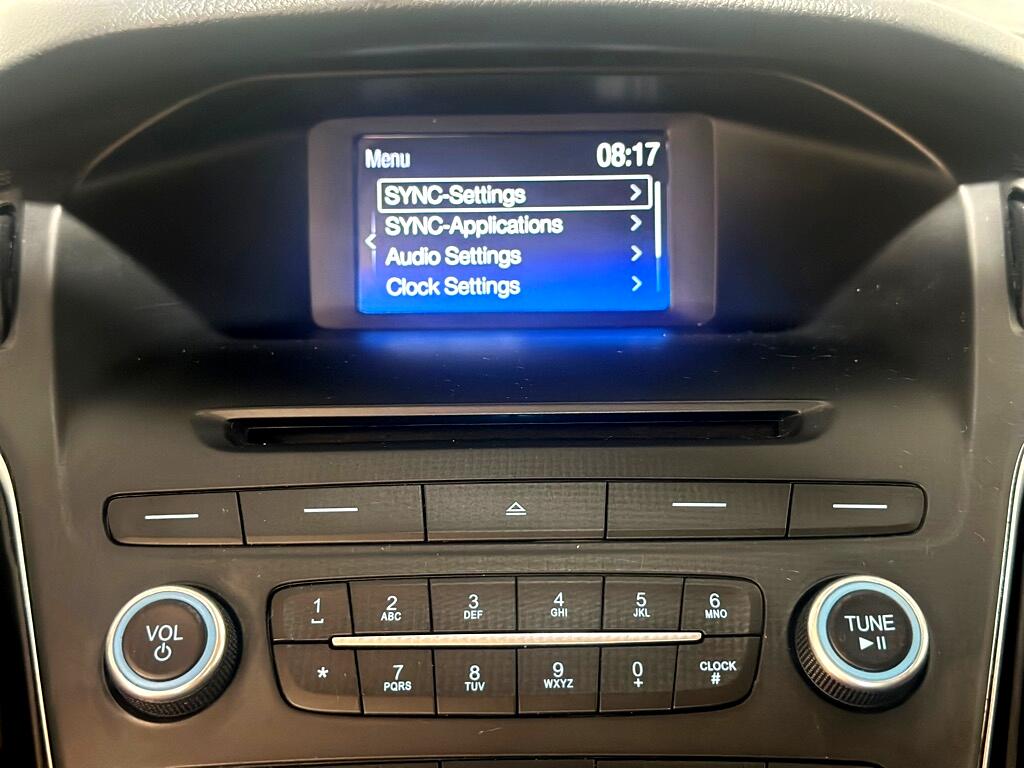 Menu 08:17
SYNC-Settings >
SYNC-Applications >
Audio Settings >
Clock Settings >
VOL
TUNE
1 2 3 4 5 6
ABC DEF GHI JKL MNO
* 7 8 9 0 CLOCK
PQRS TUV WXYZ + #